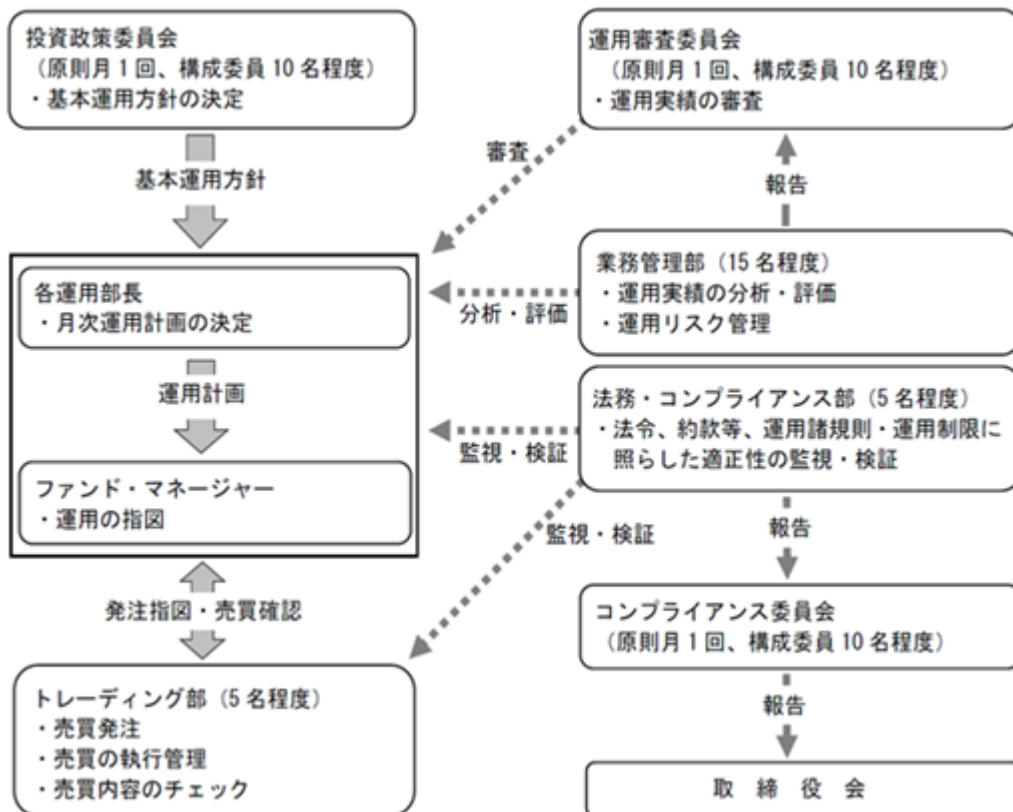 投資政策委員会
（原則月1回、構成委員10名程度）
・基本運用方針の決定
基本運用方針
各運用部長
・月次運用計画の決定
運用計画
ファンド・マネージャー
・運用の指図
発注指図・売買確認
トレーディング部（5名程度）
・売買発注
・売買の執行管理
・売買内容のチェック
運用審査委員会
（原則月1回、構成委員10名程度）
・運用実績の審査
審査
報告
業務管理部（15名程度）
・運用実績の分析・評価
・運用リスク管理
分析・評価
法務・コンプライアンス部（5名程度）
・法令、約款等、運用諸規則・運用制限に
照らした適正性の監視・検証
監視・検証
監視・検証
報告
コンプライアンス委員会
（原則月1回、構成委員10名程度）
報告
取締役会